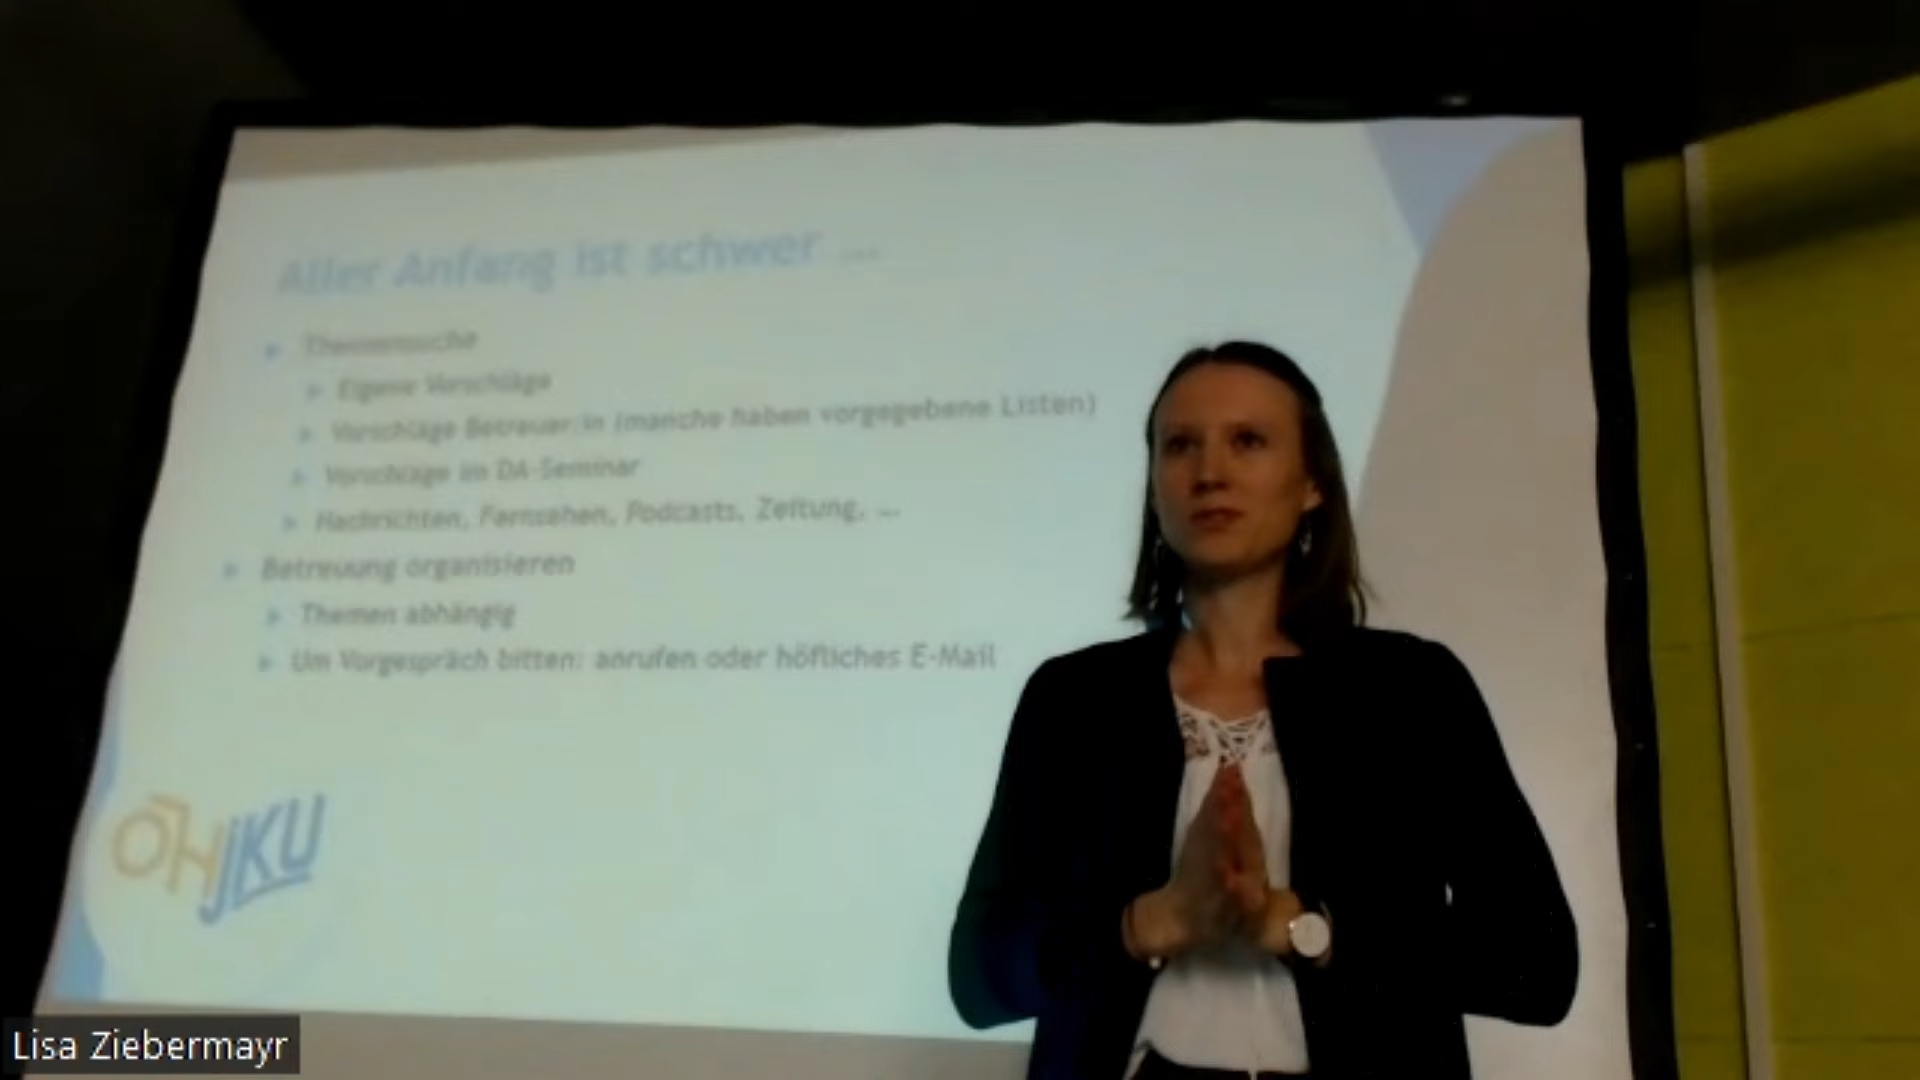 Aller Anfang ist schwer ...
Themensuche
Eigene Vorschläge
Vorschläge Betreuer:in (manche haben vorgegebene Listen)
Vorschläge im DA-Seminar
Nachrichten, Fernsehen, Podcasts, Zeitung, ...
Betreuung organisieren
Themen abhängig
Um Vorgespräch bitten: anrufen oder höfliches E-Mail
ÖH JKU
Lisa Ziebermayr